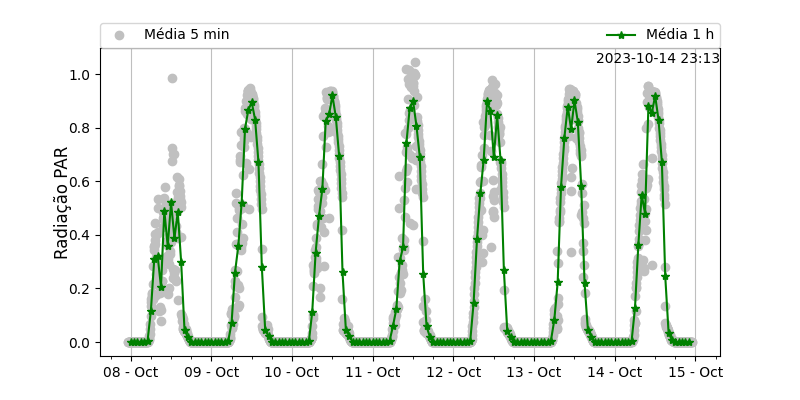 Média 5 min
Média 1 h
2023-10-14 23:13
Radiação PAR
1.0
0.8
0.6
0.4
0.2
0.0
08 - Oct
09 - Oct
10 - Oct
11 - Oct
12 - Oct
13 - Oct
14 - Oct
15 - Oct